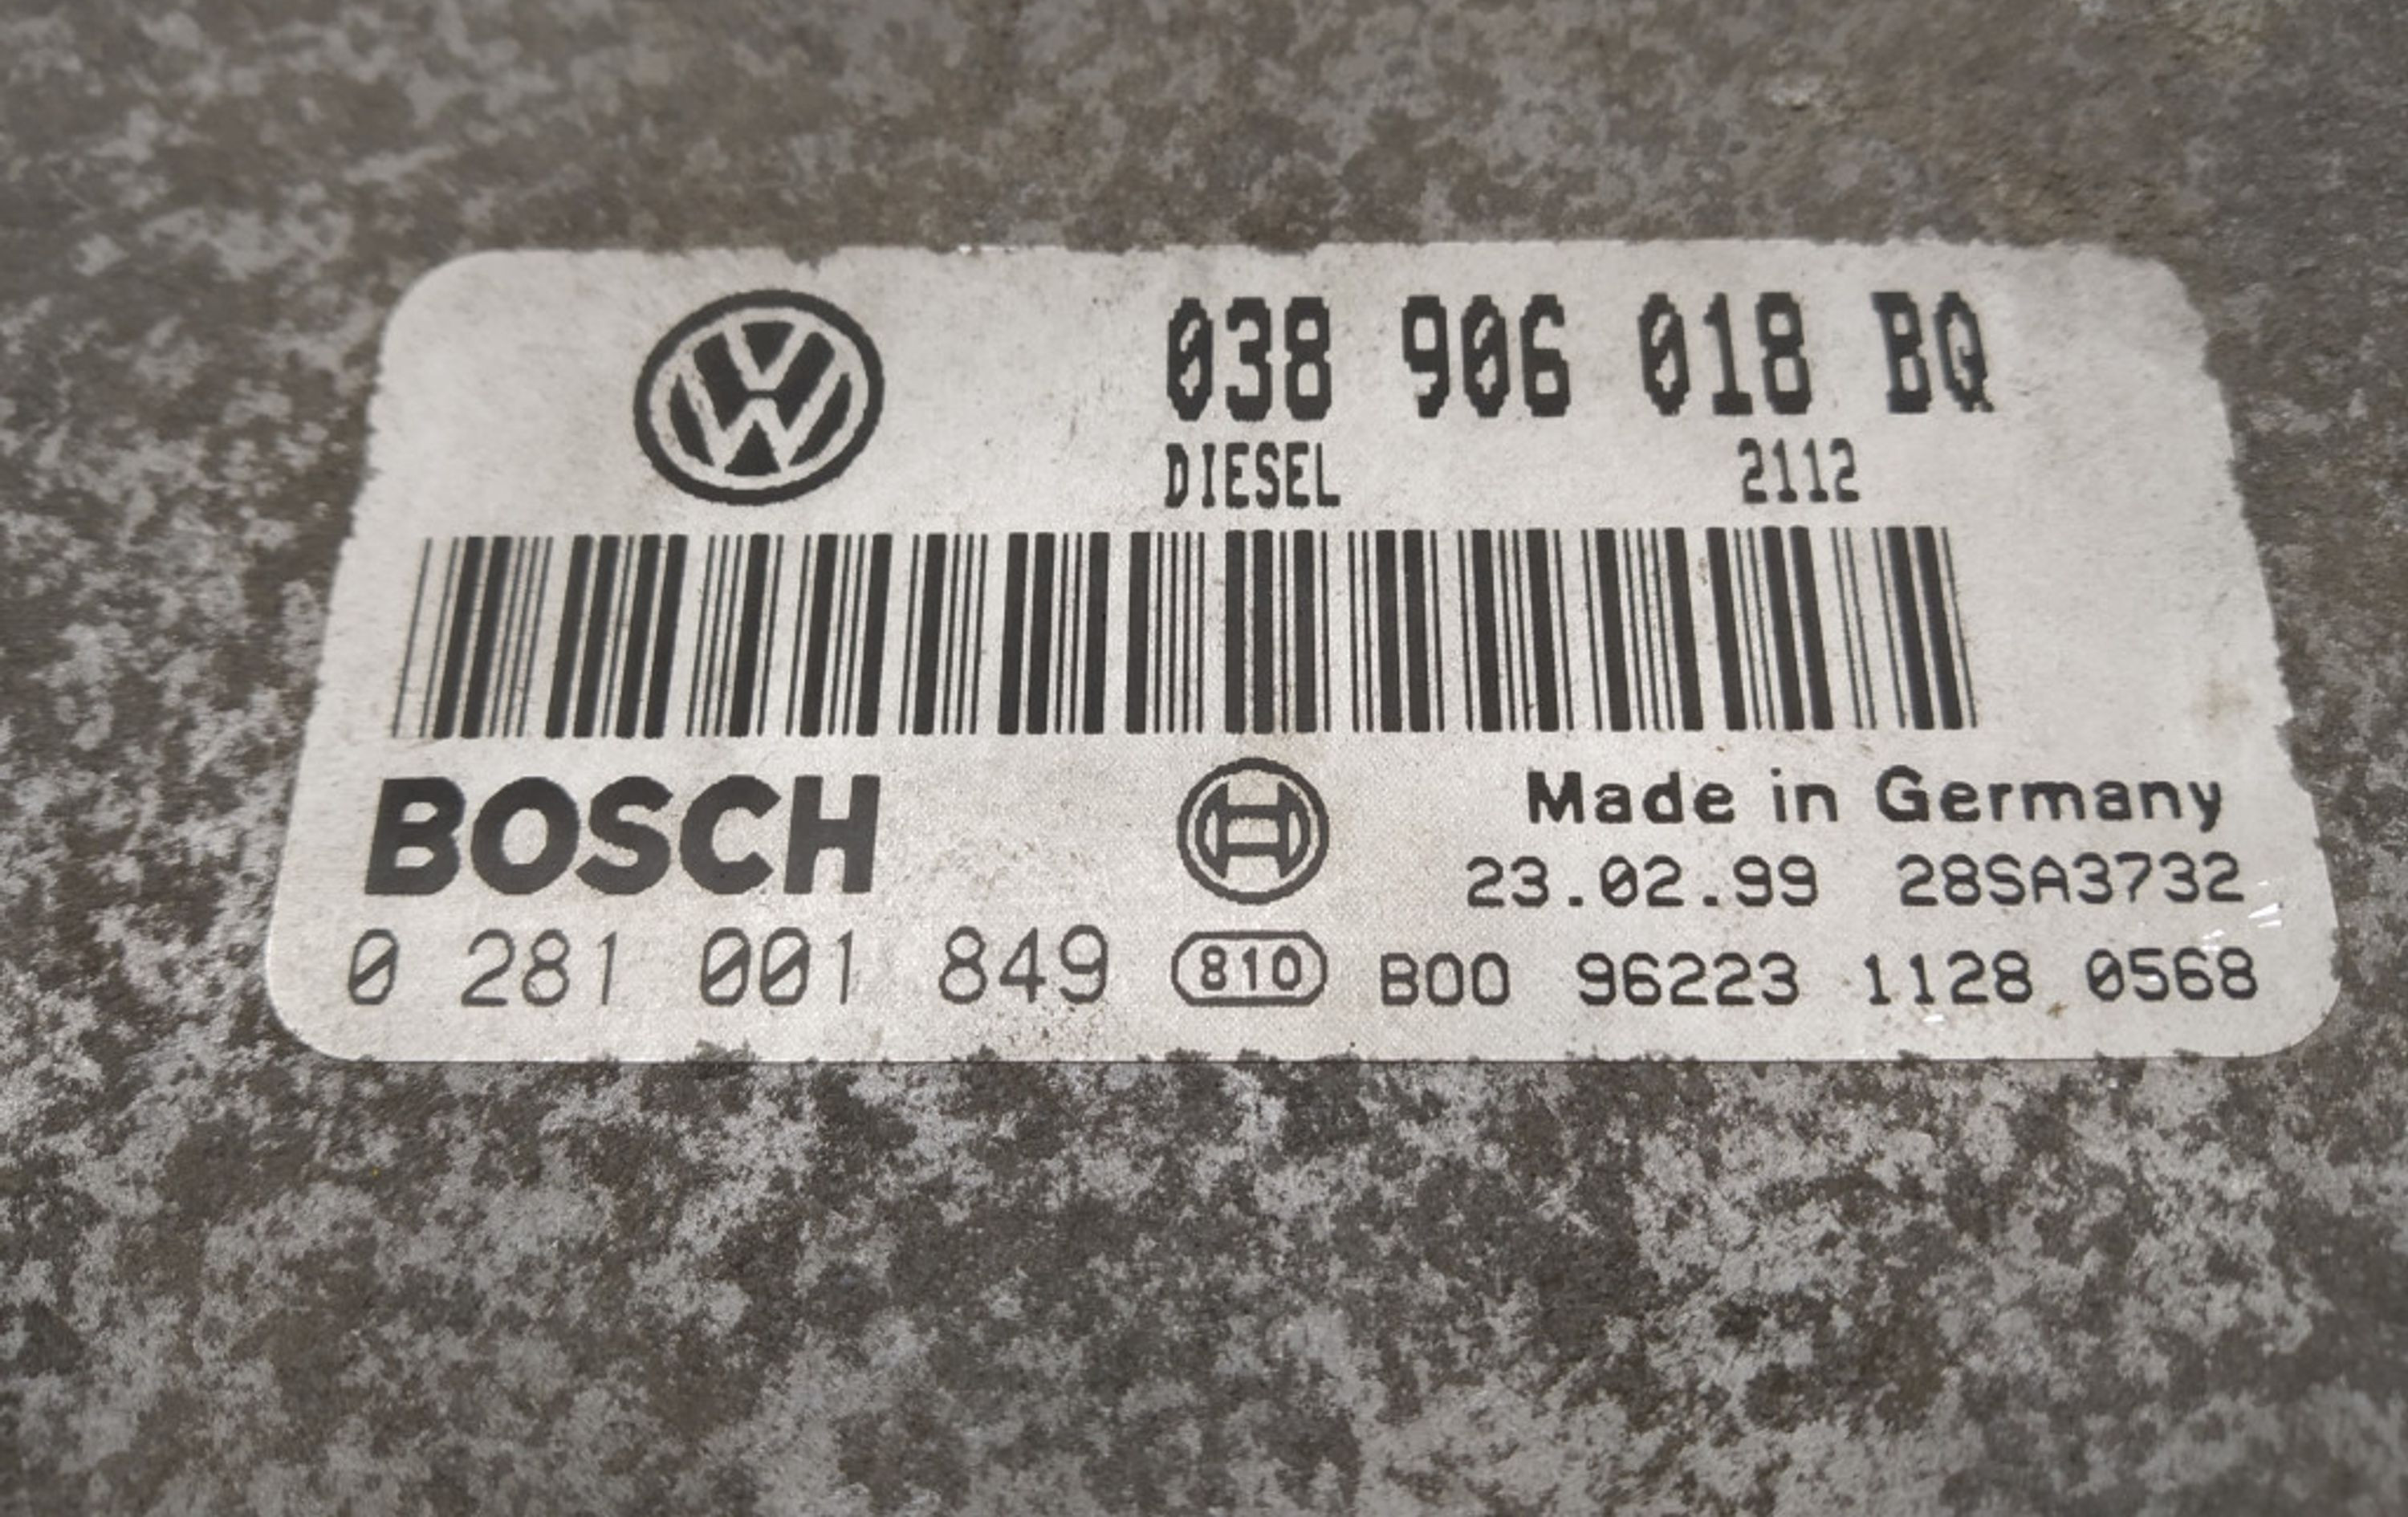 038 906 018 BQ
DIESEL 2112
BOSCH
Made in Germany
23.02.99 28SA3732
0 281 001 849 810 B00 96223 1128 0568